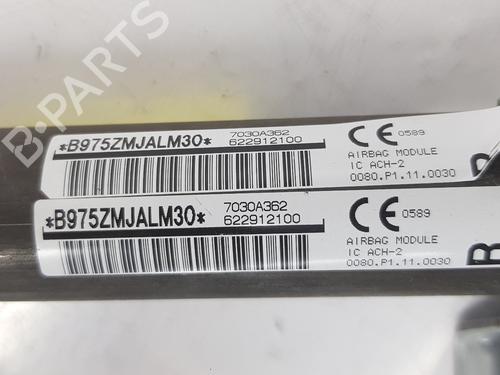 *B975ZMJALM30*
7030A362
622912100
CE 0589
AIRBAG MODULE
IC ACH-2
0080.P1.11.0030
*B975ZMJALM30*
7030A362
622912100
CE 0589
AIRBAG MODULE
IC ACH-2
0080.P1.11.0030
B
B-PARTS